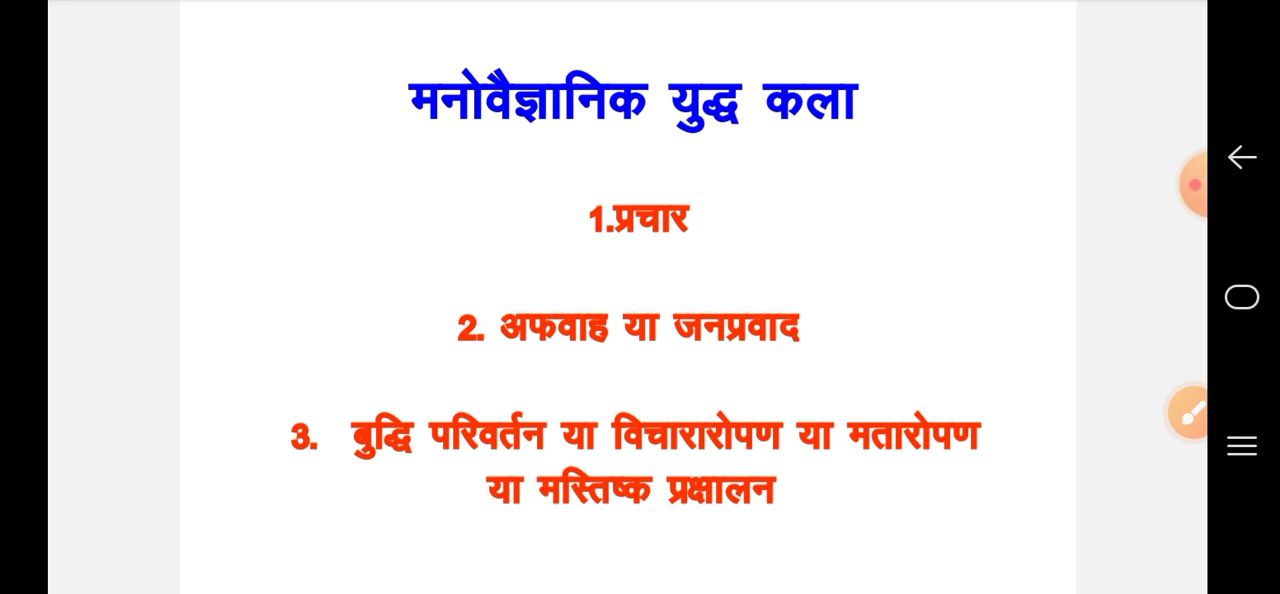 मनोवैज्ञानिक युद्ध कला
1.प्रचार
2. अफवाह या जनप्रवाद
3. बुद्धि परिवर्तन या विचारारोपण या मतारोपण
या मस्तिष्क प्रक्षालन